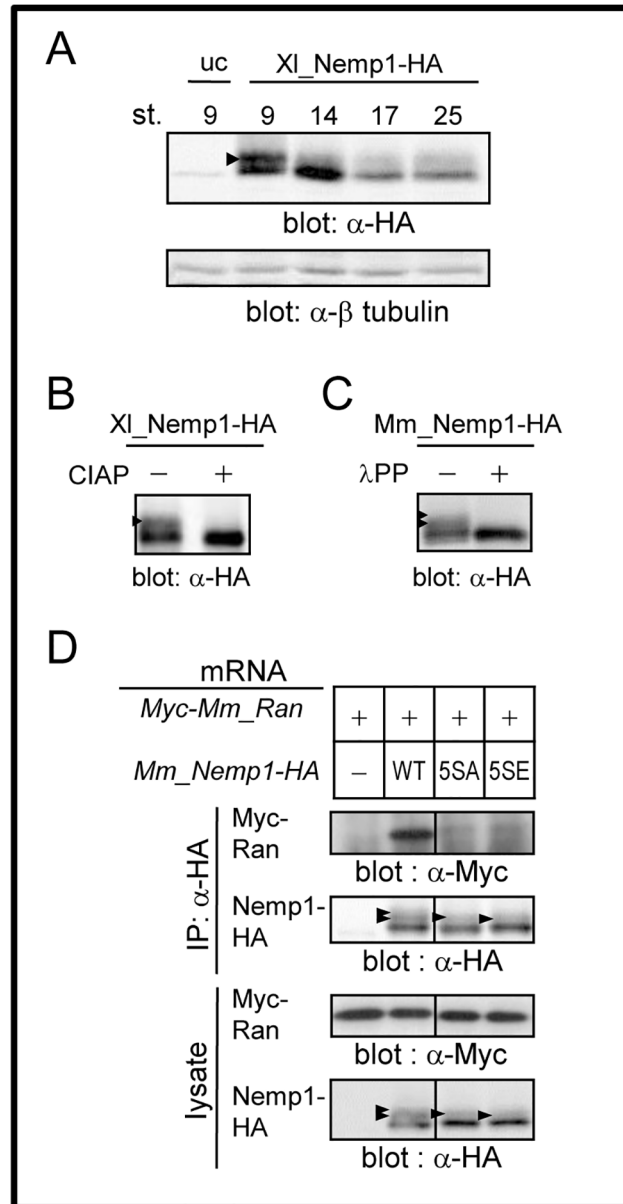 A
uc Xl_Nemp1-HA
st. 9 9 14 17 25
blot: α-HA
blot: α-β tubulin
B
Xl_Nemp1-HA
CIAP − +
blot: α-HA
C
Mm_Nemp1-HA
λPP − +
blot: α-HA
D
mRNA
Myc-Mm_Ran + + + +
Mm_Nemp1-HA − WT 5SA 5SE
IP: α-HA
Myc-
Ran
blot : α-Myc
Nemp1-
HA
blot : α-HA
lysate
Myc-
Ran
blot : α-Myc
Nemp1-
HA
blot : α-HA